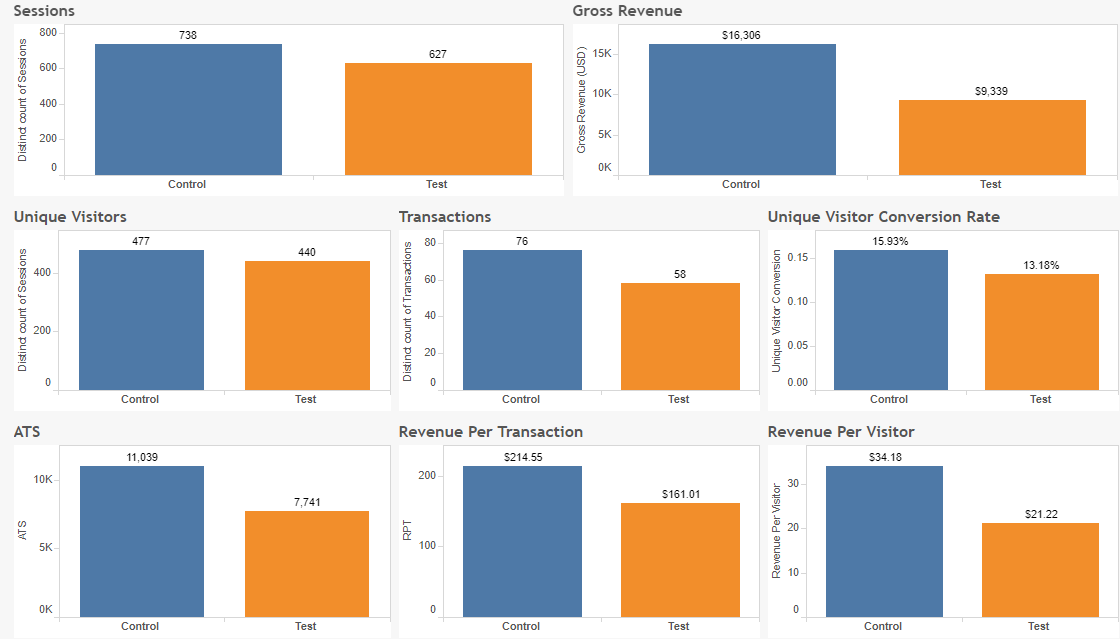 Sessions
Distinct count of Sessions
800
600
400
200
0
738
627
Control
Test
Gross Revenue
Gross Revenue (USD)
15K
10K
5K
0K
$16,306
$9,339
Control
Test
Unique Visitors
Distinct count of Sessions
400
200
0
477
440
Control
Test
Transactions
Distinct count of Transactions
80
60
40
20
0
76
58
Control
Test
Unique Visitor Conversion Rate
Unique Visitor Conversion
0.15
0.10
0.05
0.00
15.93%
13.18%
Control
Test
ATS
ATS
10K
5K
0K
11,039
7,741
Control
Test
Revenue Per Transaction
RPT
200
100
0
$214.55
$161.01
Control
Test
Revenue Per Visitor
Revenue Per Visitor
30
20
10
0
$34.18
$21.22
Control
Test